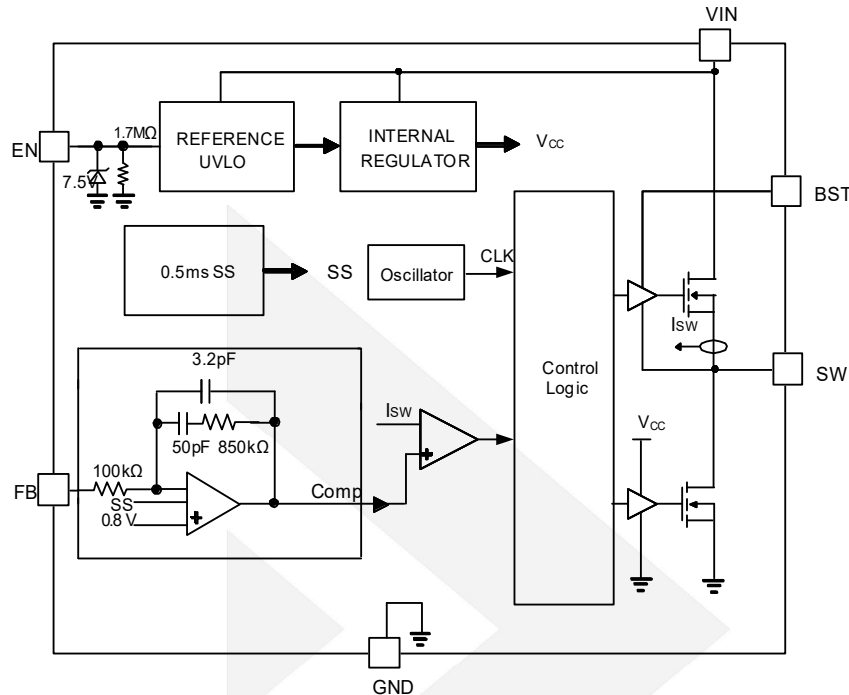 VIN
EN
1.7MΩ
7.5V
REFERENCE
UVLO
INTERNAL
REGULATOR
VCC
BST
0.5ms SS
SS
Oscillator
CLK
ISW
3.2pF
50pF
850kΩ
Control
Logic
SW
ISW
VCC
100kΩ
FB
SS
0.8 V
+
Comp
+
GND